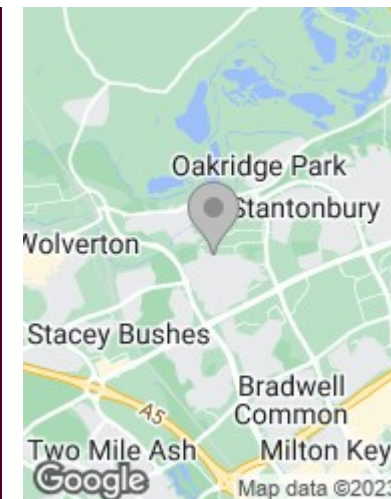 Oakridge Park
Stantonbury
Wolverton
Stacey Bushes
Bradwell
Common
A5
Two Mile Ash
Milton Key
Google
Map data ©202